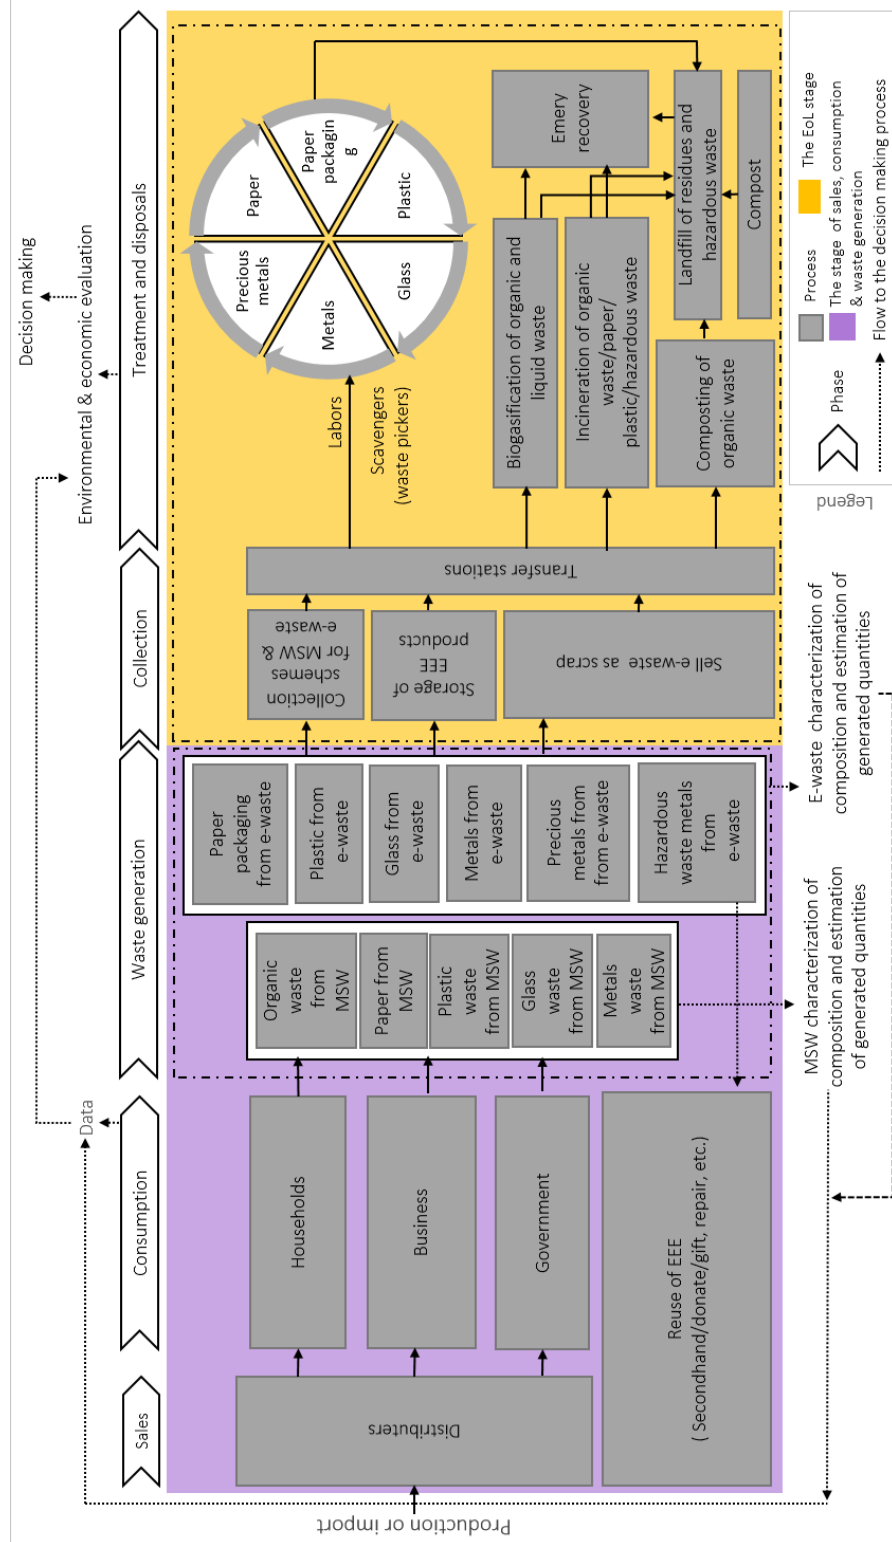 Decision making
Environmental & economic evaluation
Data
Sales
Consumption
Waste generation
Collection
Treatment and disposals
Production or import
Distributers
Households
Business
Government
Reuse of EEE
( Secondhand/donate/gift, repair, etc.)
Organic
waste
from
MSW
Paper from
MSW
Plastic
waste
from MSW
Glass
waste
from MSW
Metals
waste
from MSW
Paper
packaging
from e-waste
Plastic from
e-waste
Glass from
e-waste
Metals from
e-waste
Precious
metals from
e-waste
Hazardous
waste metals
from
e-waste
Collection
schemes
for MSW &
e-waste
Storage of
EEE
products
Sell e-waste as scrap
Transfer stations
Labors
Scavengers
(waste pickers)
Precious
metals
Paper
Paper
packagin
g
Plastic
Glass
Metals
Biogasification of organic and
liquid waste
Incineration of organic
waste/paper/
plastic/hazardous waste
Composting of
organic waste
Emery
recovery
Landfill of residues and
hazardous waste
Compost
MSW characterization of
composition and estimation
of generated quantities
E-waste characterization of
composition and estimation of
generated quantities
Legend
Phase
Process
The EoL stage
The stage of sales, consumption
& waste generation
Flow to the decision making process